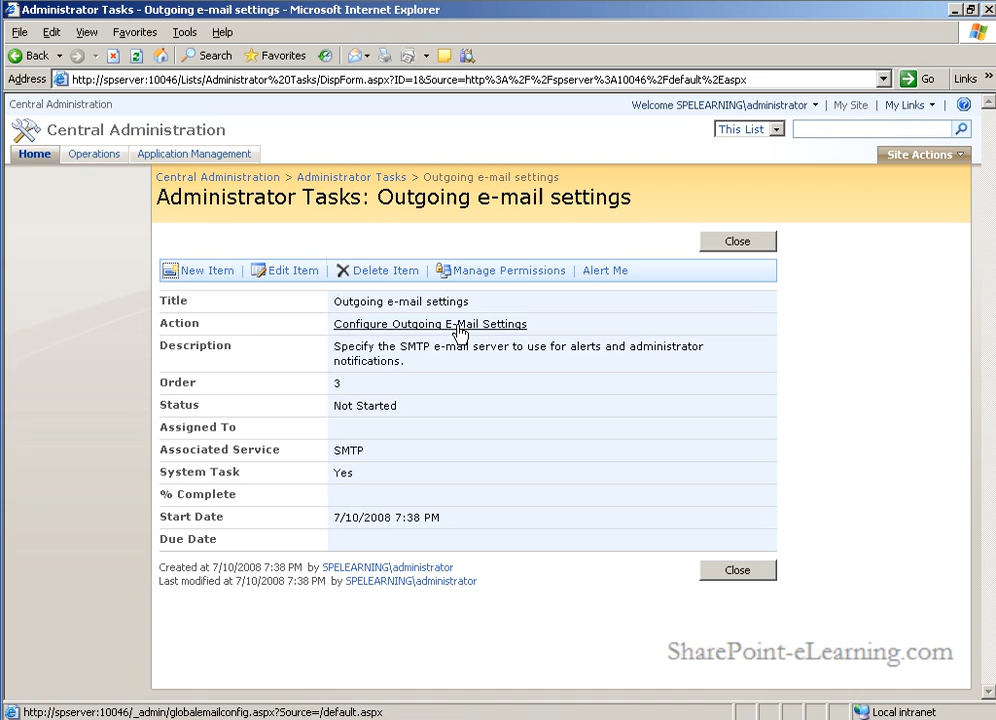 Administrator Tasks - Outgoing e-mail settings - Microsoft Internet Explorer
File Edit View Favorites Tools Help
Back Search Favorites
Address http://spserver:10046/Lists/Administrator%20Tasks/DispForm.aspx?ID=1&Source=http%3A%2F%2Fspserver%3A10046%2Fdefault%2Easpx Go Links »
Central Administration Welcome SPELEARNING\administrator My Site My Links
Central Administration This List
Home Operations Application Management Site Actions
Central Administration > Administrator Tasks > Outgoing e-mail settings
Administrator Tasks: Outgoing e-mail settings
Close
New Item | Edit Item | Delete Item | Manage Permissions | Alert Me
Title Outgoing e-mail settings
Action Configure Outgoing E-Mail Settings
Description Specify the SMTP e-mail server to use for alerts and administrator
notifications.
Order 3
Status Not Started
Assigned To
Associated Service SMTP
System Task Yes
% Complete
Start Date 7/10/2008 7:38 PM
Due Date
Created at 7/10/2008 7:38 PM by SPELEARNING\administrator
Close
Last modified at 7/10/2008 7:38 PM by SPELEARNING\administrator
SharePoint-eLearning.com
http://spserver:10046/_admin/globalemailconfig.aspx?Source=/default.aspx Local intranet